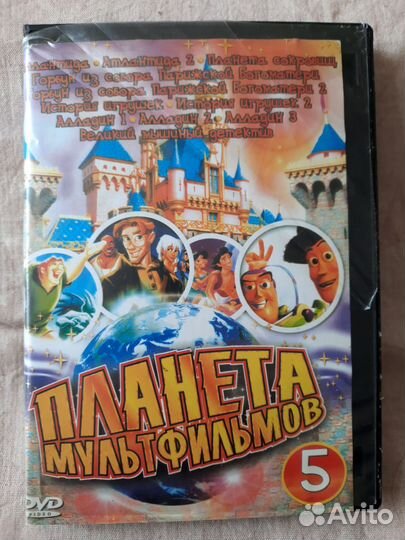 Атлантида • Атлантида 2 • Планета сокровищ
Горбун из собора Парижской Богоматери
Горбун из собора Парижской Богоматери 2
История игрушек • История игрушек 2
Алладин 1 • Алладин 2 • Алладин 3
Великий мышиный детектив
ПЛАНЕТА
МУЛЬТФИЛЬМОВ
5
DVD
VIDEO
Avito